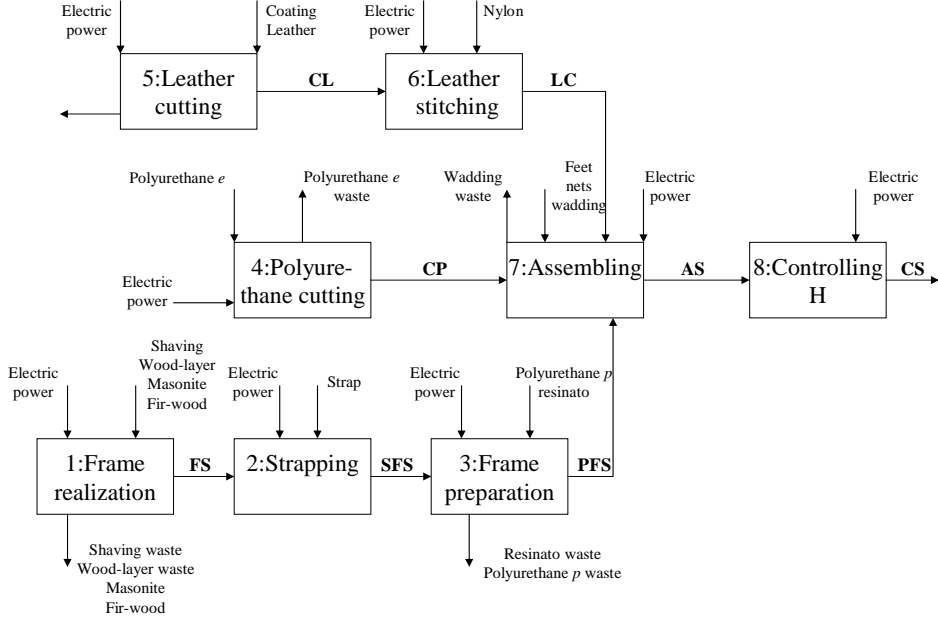 Electric
power
Coating
Leather
Electric
power
Nylon
5:Leather
cutting
CL
6:Leather
stitching
LC
Polyurethane e
Polyurethane e
waste
Wadding
waste
Feet
nets
wadding
Electric
power
Electric
power
4:Polyure-
thane cutting
Electric
power
CP
7:Assembling
AS
8:Controlling
H
CS
Electric
power
Shaving
Wood-layer
Masonite
Fir-wood
Electric
power
Strap
Electric
power
Polyurethane p
resinato
1:Frame
realization
FS
2:Strapping
SFS
3:Frame
preparation
PFS
Shaving waste
Wood-layer waste
Masonite
Fir-wood
Resinato waste
Polyurethane p waste